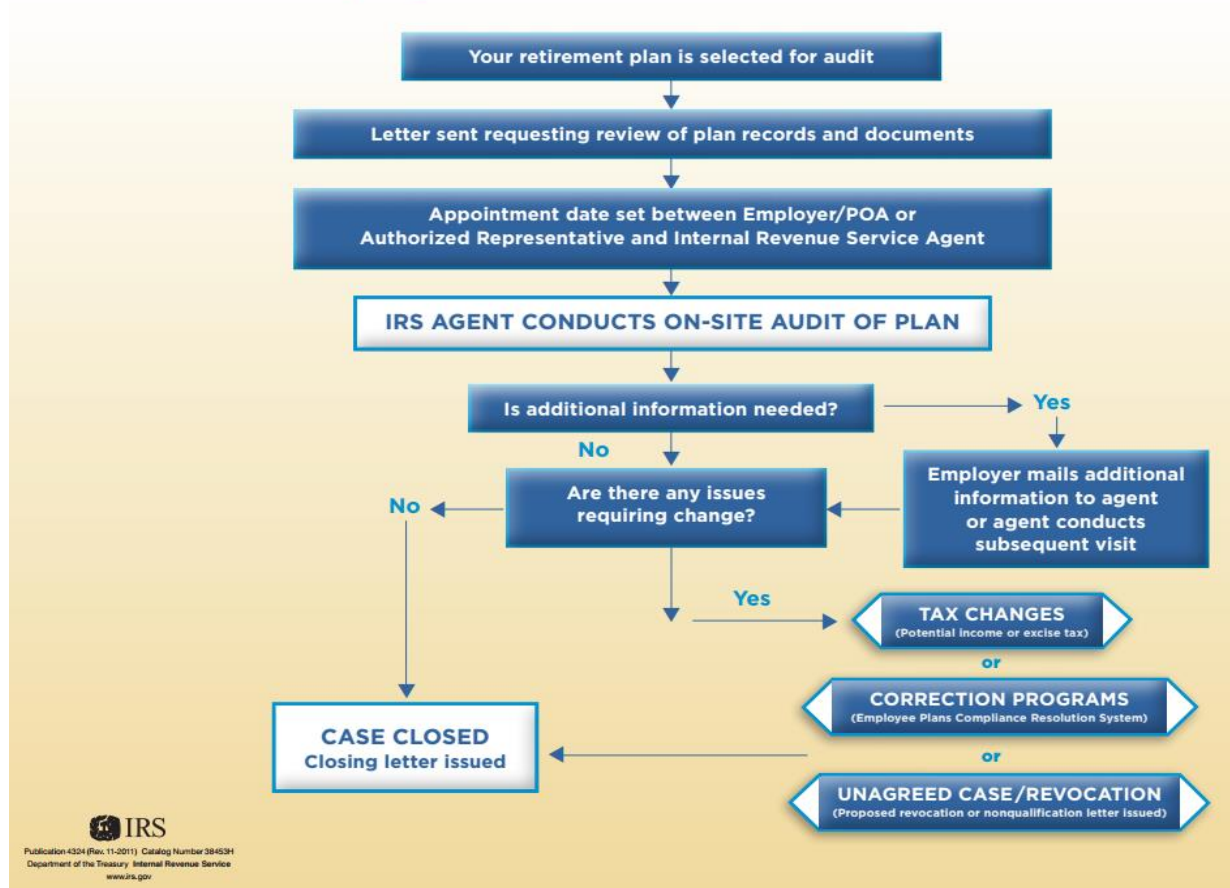 Your retirement plan is selected for audit
Letter sent requesting review of plan records and documents
Appointment date set between Employer/POA or
Authorized Representative and Internal Revenue Service Agent
IRS AGENT CONDUCTS ON-SITE AUDIT OF PLAN
Is additional information needed?
Yes
No
Employer mails additional
information to agent
or agent conducts
subsequent visit
Are there any issues
requiring change?
No
Yes
TAX CHANGES
(Potential income or excise tax)
or
CORRECTION PROGRAMS
(Employee Plans Compliance Resolution System)
or
UNAGREED CASE/REVOCATION
(Proposed revocation or nonqualification letter issued)
CASE CLOSED
Closing letter issued
IRS
Publication 4324 (Rev. 11-2011) Catalog Number 38453H
Department of the Treasury Internal Revenue Service
www.irs.gov